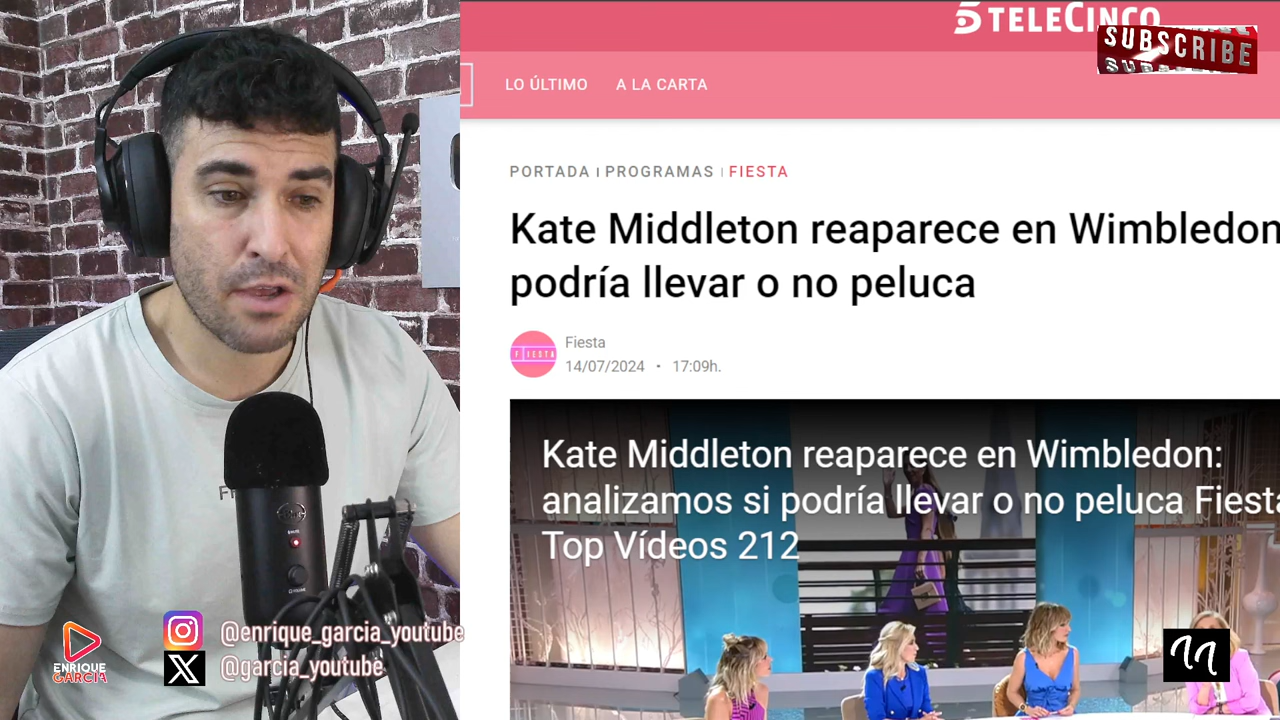 TELECINCO
SUBSCRIBE
LO ÚLTIMO
A LA CARTA
PORTADA | PROGRAMAS | FIESTA
Kate Middleton reaparece en Wimbledon
podría llevar o no peluca
FIESTA
Fiesta
14/07/2024 • 17:09h.
Kate Middleton reaparece en Wimbledon:
analizamos si podría llevar o no peluca Fiesta
Top Vídeos 212
@enrique_garcia_youtube
@garcia_youtube
ENRIQUE
GARCIA